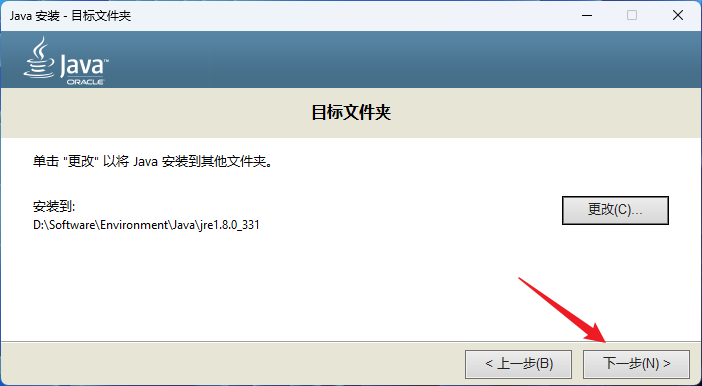 Java 安装 - 目标文件夹
Java™
ORACLE
目标文件夹
单击 "更改" 以将 Java 安装到其他文件夹。
安装到:
D:\Software\Environment\Java\jre1.8.0_331
更改(C)...
< 上一步(B)
下一步(N) >